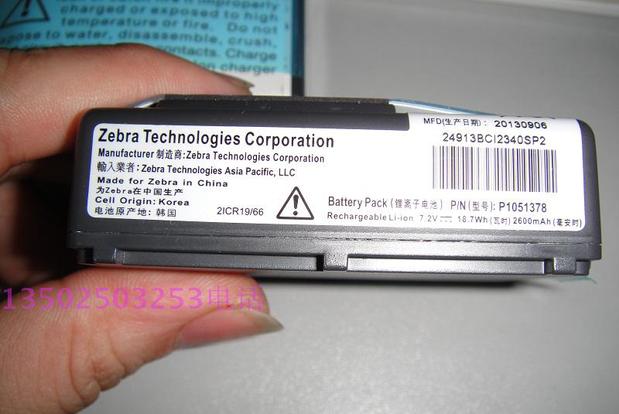 charged or exposed if improperly
temperature or fire. Do not
expose to water, disassemble, crush,
contacts. Charge
charger
Zebra Technologies Corporation
Manufacturer 制造商:Zebra Technologies Corporation
輸入業者: Zebra Technologies Asia Pacific, LLC
Made for Zebra in China
为Zebra在中国生产
Cell Origin: Korea
电池原产地: 韩国
2ICR19/66
MFD(生产日期): 20130906
24913BCI2340SP2
Battery Pack (锂离子电池) P/N(型号): P1051378
Rechargeable Li-ion 7.2V 18.7Wh(瓦时) 2600mAh(毫安时)
13502503253电话